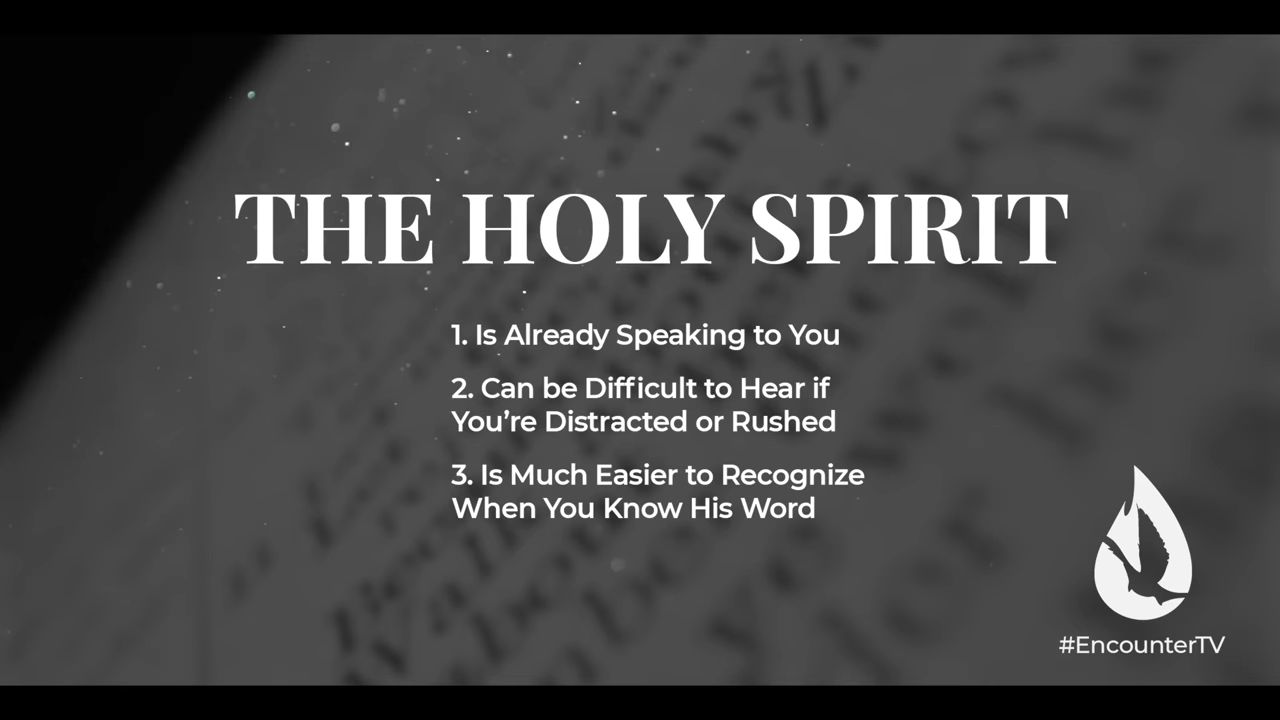 THE HOLY SPIRIT
1. Is Already Speaking to You
2. Can be Difficult to Hear if
You’re Distracted or Rushed
3. Is Much Easier to Recognize
When You Know His Word
#EncounterTV